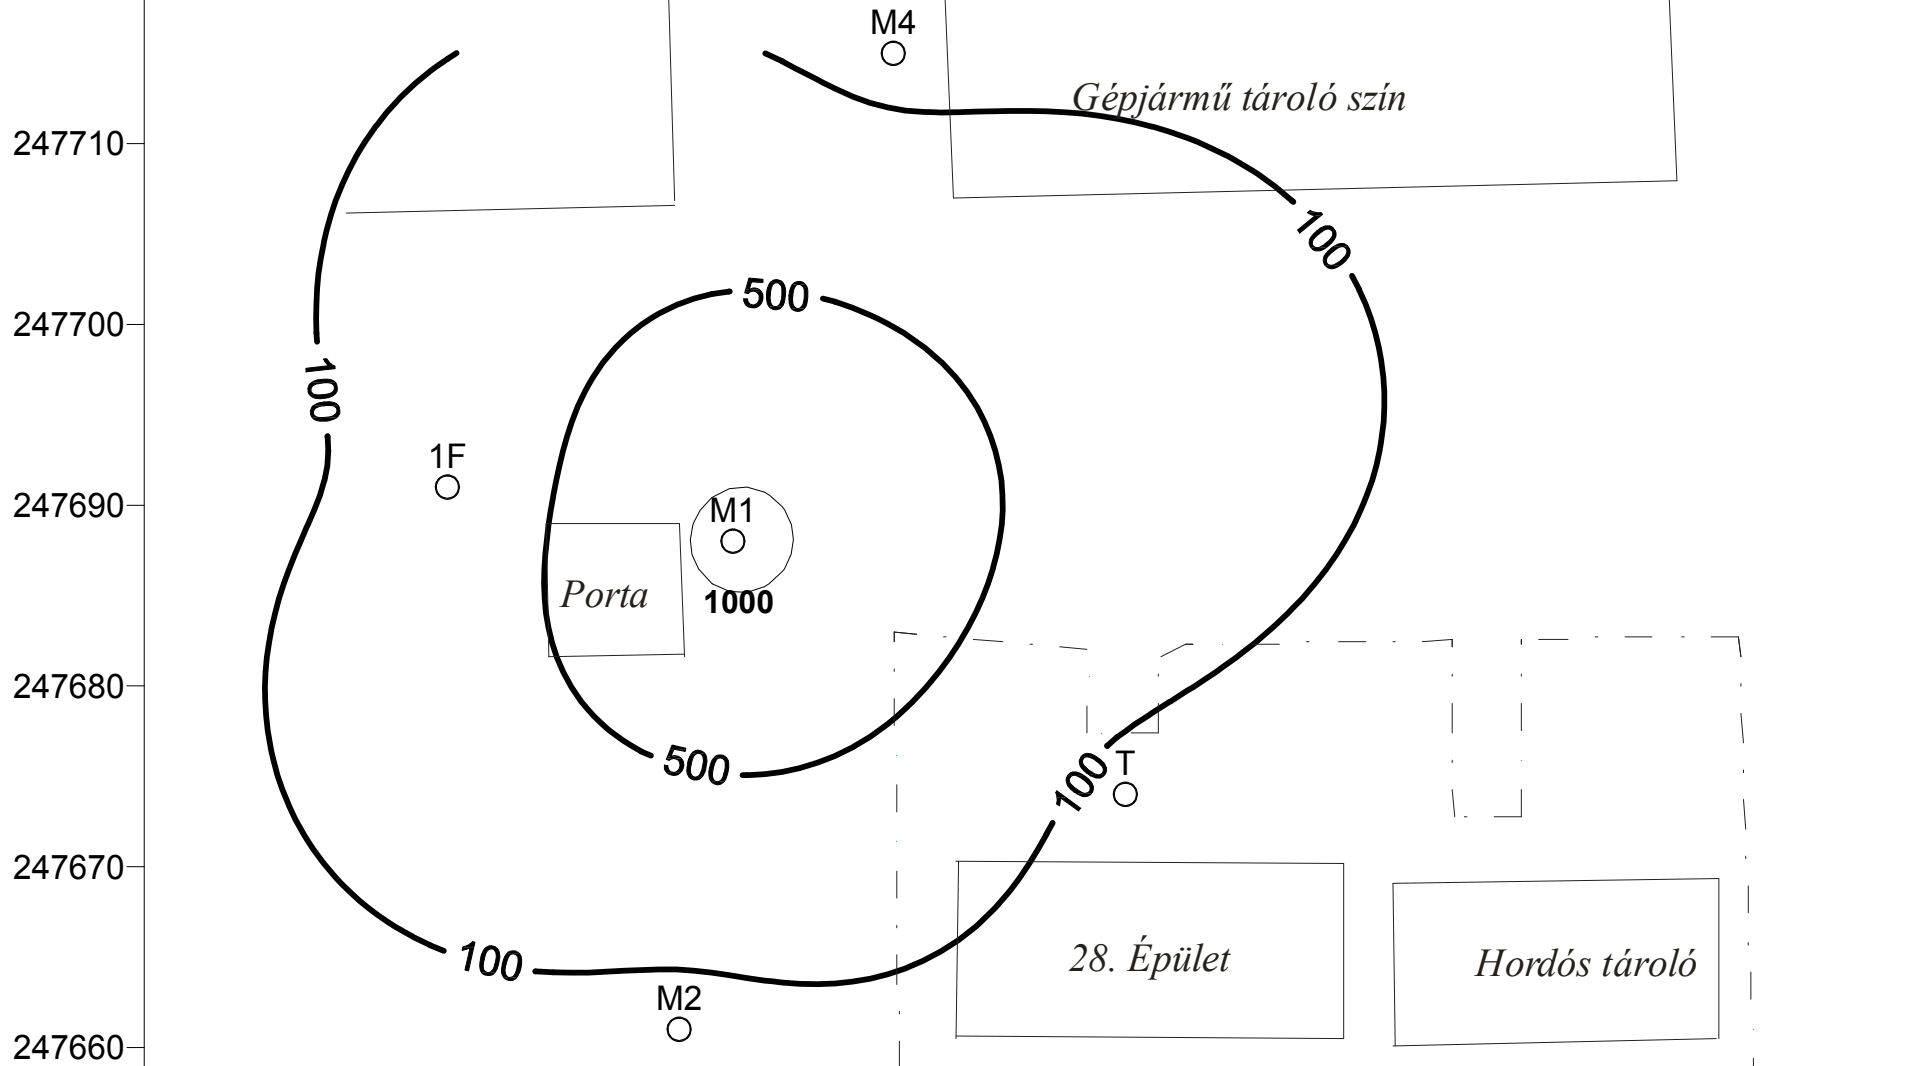 M4
Gépjármű tároló szín
247710
100
500
247700
100
1F
247690
M1
Porta
1000
247680
500
T
100
247670
100
28. Épület
Hordós tároló
M2
247660